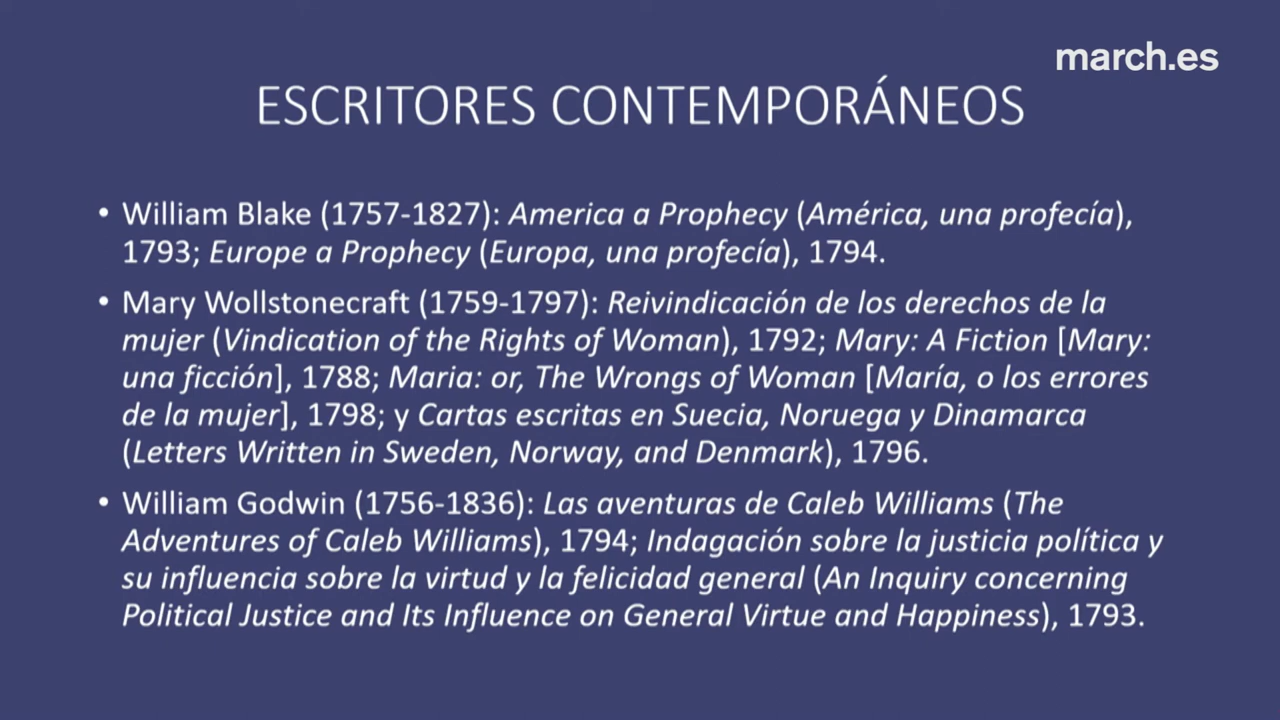 march.es
ESCRITORES CONTEMPORÁNEOS
• William Blake (1757-1827): America a Prophecy (América, una profecía),
1793; Europe a Prophecy (Europa, una profecía), 1794.
• Mary Wollstonecraft (1759-1797): Reivindicación de los derechos de la
mujer (Vindication of the Rights of Woman), 1792; Mary: A Fiction [Mary:
una ficción], 1788; Maria: or, The Wrongs of Woman [María, o los errores
de la mujer], 1798; y Cartas escritas en Suecia, Noruega y Dinamarca
(Letters Written in Sweden, Norway, and Denmark), 1796.
• William Godwin (1756-1836): Las aventuras de Caleb Williams (The
Adventures of Caleb Williams), 1794; Indagación sobre la justicia política y
su influencia sobre la virtud y la felicidad general (An Inquiry concerning
Political Justice and Its Influence on General Virtue and Happiness), 1793.